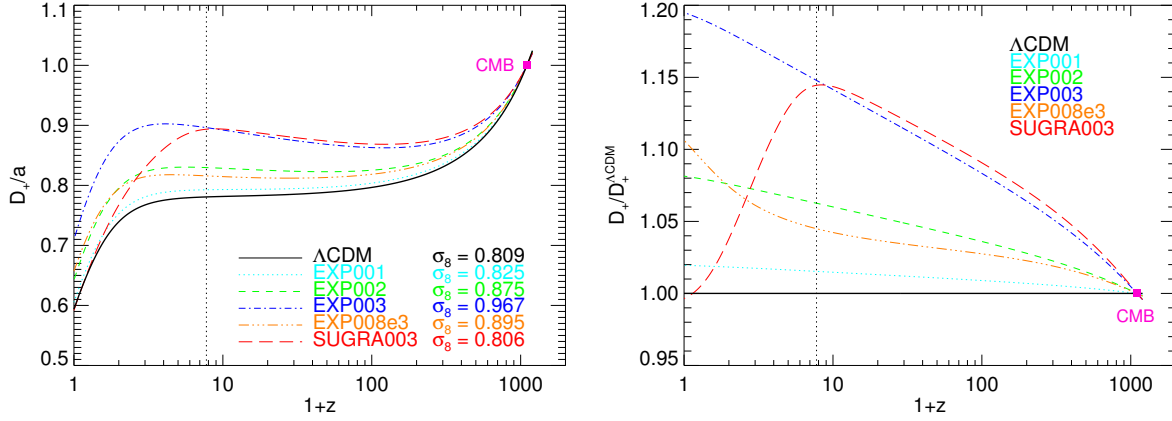 1.1
1.0
0.9
0.8
0.7
0.6
0.5
D₊/a
CMB
ΛCDM σ₈ = 0.809
EXP001 σ₈ = 0.825
EXP002 σ₈ = 0.875
EXP003 σ₈ = 0.967
EXP008e3 σ₈ = 0.895
SUGRA003 σ₈ = 0.806
1 10 100 1000
1+z
1.20
1.15
1.10
1.05
1.00
0.95
D₊/D₊^ΛCDM
ΛCDM
EXP001
EXP002
EXP003
EXP008e3
SUGRA003
CMB
1 10 100 1000
1+z